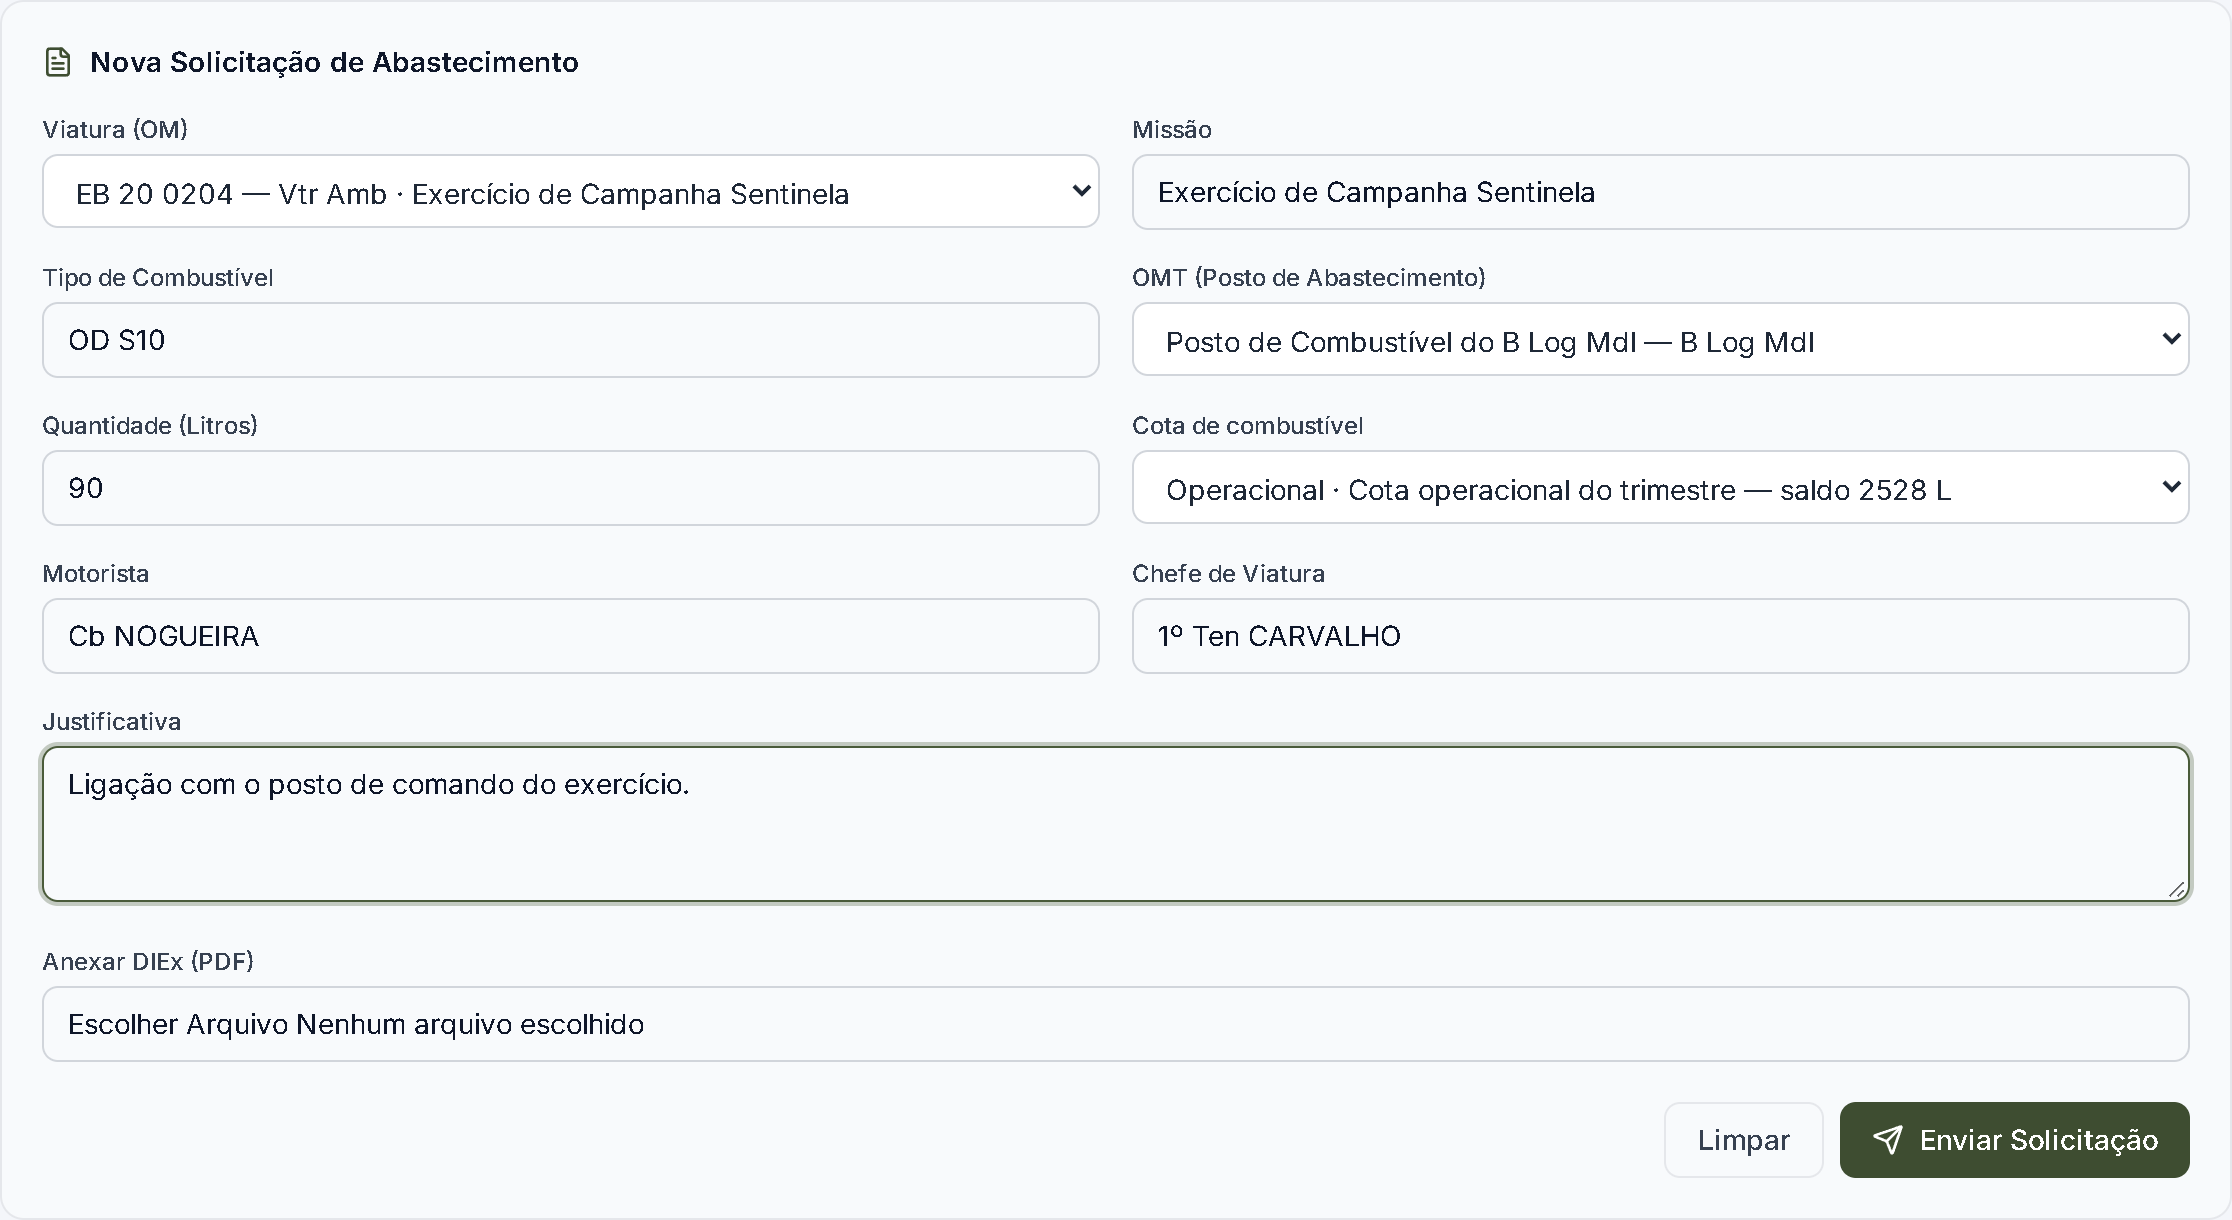 Nova Solicitação de Abastecimento
Viatura (OM)
EB 20 0204 — Vtr Amb · Exercício de Campanha Sentinela
Missão
Exercício de Campanha Sentinela
Tipo de Combustível
OD S10
OMT (Posto de Abastecimento)
Posto de Combustível do B Log Mdl — B Log Mdl
Quantidade (Litros)
90
Cota de combustível
Operacional · Cota operacional do trimestre — saldo 2528 L
Motorista
Cb NOGUEIRA
Chefe de Viatura
1º Ten CARVALHO
Justificativa
Ligação com o posto de comando do exercício.
Anexar DIEx (PDF)
Escolher Arquivo Nenhum arquivo escolhido
Limpar
Enviar Solicitação